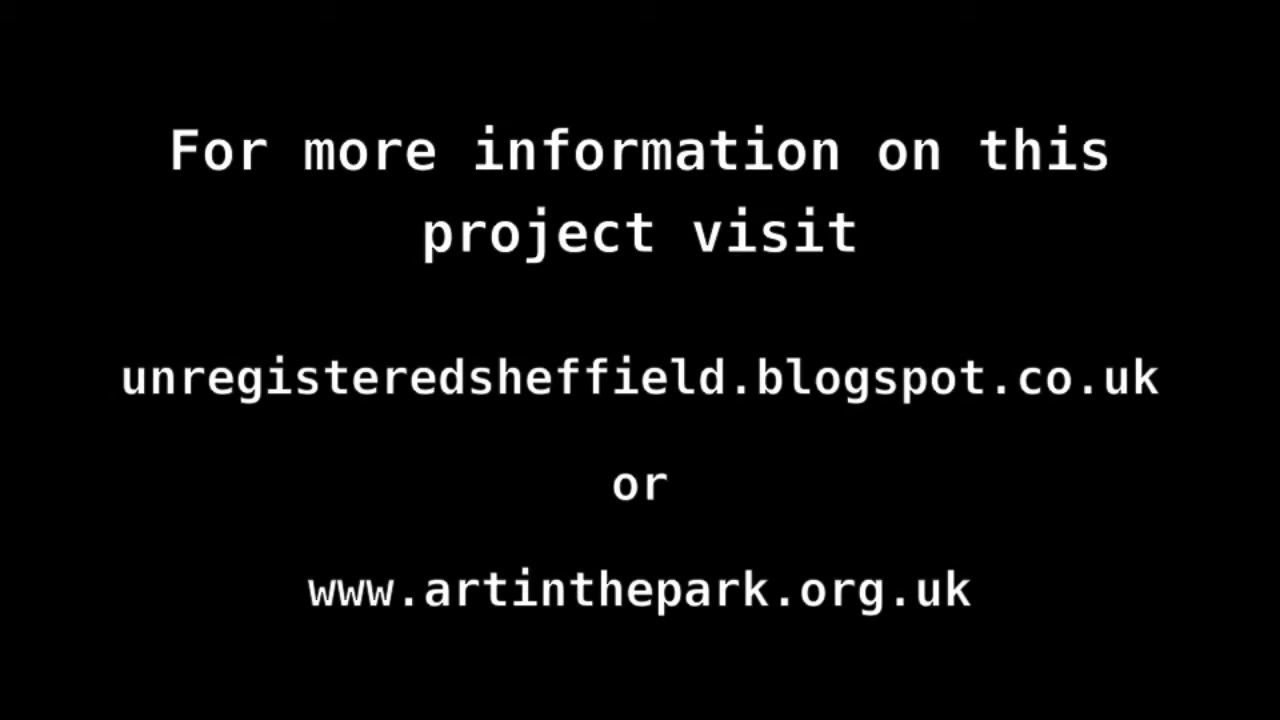 For more information on this
project visit
unregisteredsheffield.blogspot.co.uk
or
www.artinthepark.org.uk